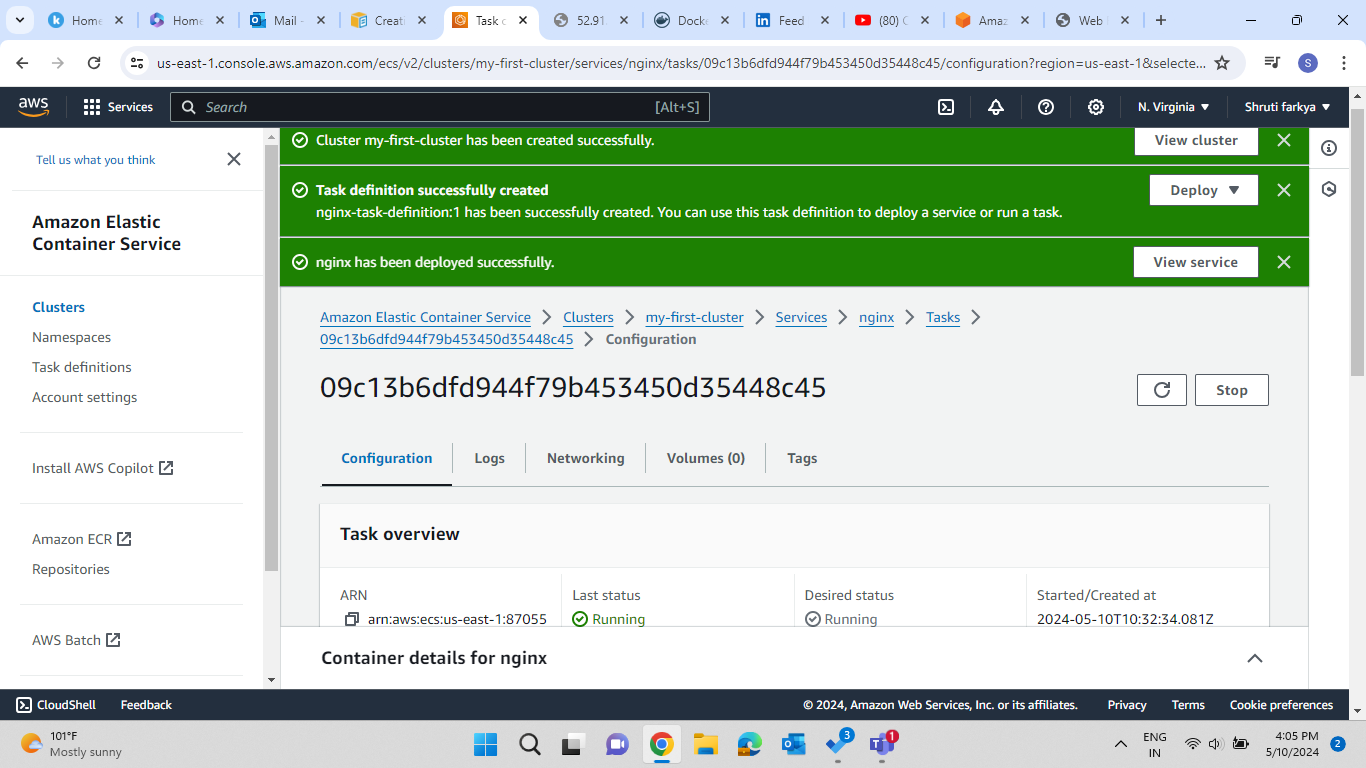 Home
Home
Mail -
Creati
Task c
52.91
Docke
Feed
(80) C
Amaz
Web
us-east-1.console.aws.amazon.com/ecs/v2/clusters/my-first-cluster/services/nginx/tasks/09c13b6dfd944f79b453450d35448c45/configuration?region=us-east-1&selecte...
S
aws
Services
Search
[Alt+S]
N. Virginia
Shruti farkya
Tell us what you think
Amazon Elastic
Container Service
Clusters
Namespaces
Task definitions
Account settings
Install AWS Copilot
Amazon ECR
Repositories
AWS Batch
Cluster my-first-cluster has been created successfully.
View cluster
Task definition successfully created
nginx-task-definition:1 has been successfully created. You can use this task definition to deploy a service or run a task.
Deploy
nginx has been deployed successfully.
View service
Amazon Elastic Container Service > Clusters > my-first-cluster > Services > nginx > Tasks >
09c13b6dfd944f79b453450d35448c45 > Configuration
09c13b6dfd944f79b453450d35448c45
Stop
Configuration
Logs
Networking
Volumes (0)
Tags
Task overview
ARN
arn:aws:ecs:us-east-1:87055
Last status
Running
Desired status
Running
Started/Created at
2024-05-10T10:32:34.081Z
Container details for nginx
CloudShell
Feedback
© 2024, Amazon Web Services, Inc. or its affiliates.
Privacy
Terms
Cookie preferences
101°F
Mostly sunny
3
1
ENG
IN
4:05 PM
5/10/2024
2